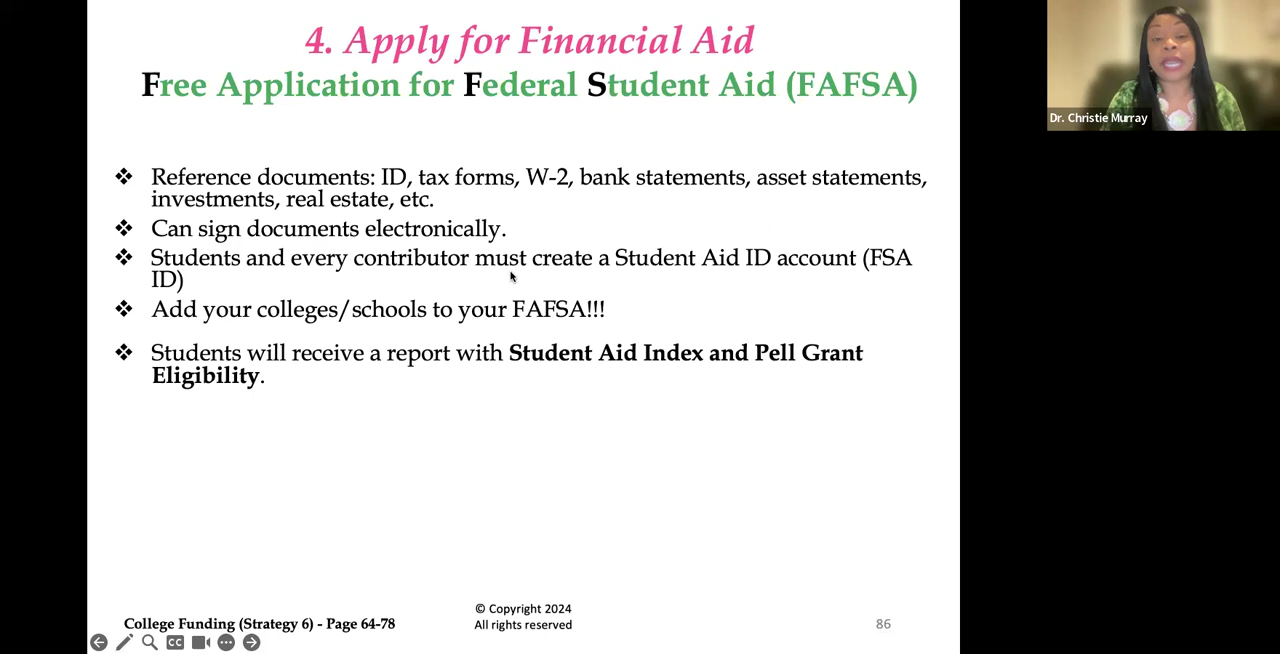 4. Apply for Financial Aid
Free Application for Federal Student Aid (FAFSA)
Dr. Christie Murray
❖ Reference documents: ID, tax forms, W-2, bank statements, asset statements,
investments, real estate, etc.
❖ Can sign documents electronically.
❖ Students and every contributor must create a Student Aid ID account (FSA
ID)
❖ Add your colleges/schools to your FAFSA!!!
❖ Students will receive a report with Student Aid Index and Pell Grant
Eligibility.
College Funding (Strategy 6) - Page 64-78
© Copyright 2024
All rights reserved
86
CC